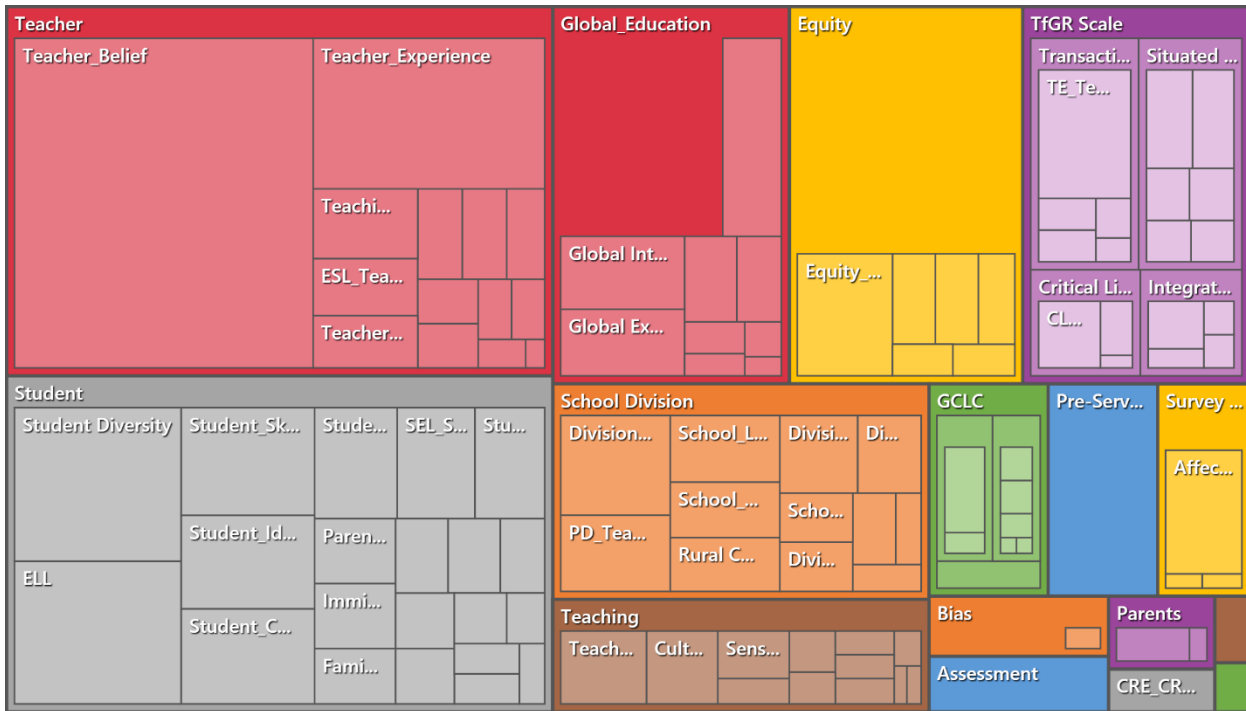 Teacher
Teacher_Belief
Teacher_Experience
Teachi...
ESL_Tea...
Teacher...
Global_Education
Global Int...
Global Ex...
Equity
Equity_...
TfGR Scale
Transacti...
TE_Te...
Situated ...
Critical Li...
CL...
Integrat...
Student
Student Diversity
ELL
Student_Sk...
Student_Id...
Student_C...
Stude...
SEL_S...
Stu...
Paren...
Immi...
Fami...
School Division
Division...
PD_Tea...
School_L...
School_...
Rural C...
Divisi...
Di...
Scho...
Divi...
Teaching
Teach...
Cult...
Sens...
GCLC
Pre-Serv...
Survey ...
Affec...
Bias
Assessment
Parents
CRE_CR...